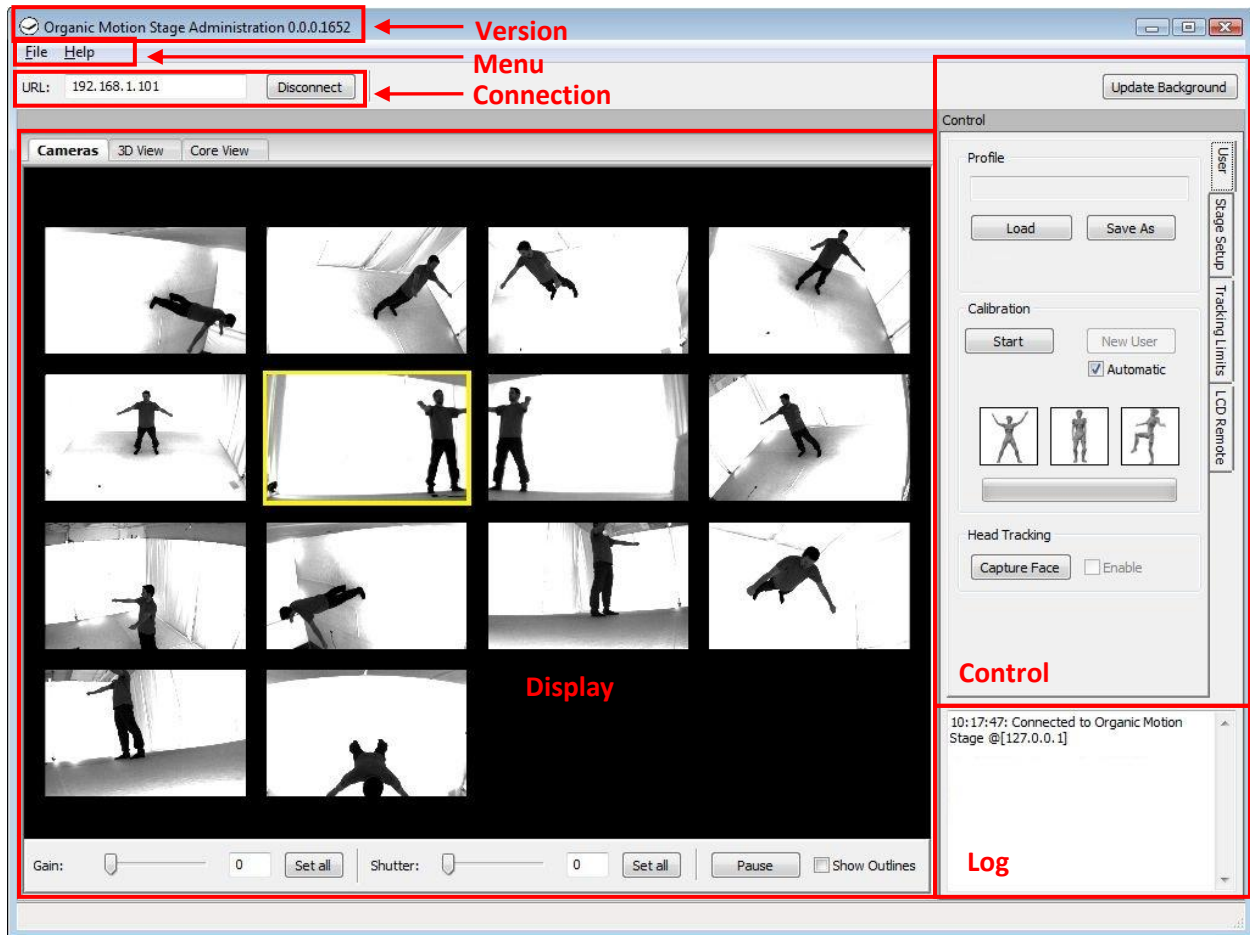 Organic Motion Stage Administration 0.0.0.1652
Version
File Help
Menu
URL: 192.168.1.101 Disconnect
Connection
Update Background
Control
Cameras 3D View Core View
Profile
Load Save As
Calibration
Start New User
Automatic
Head Tracking
Capture Face Enable
User
Stage Setup
Tracking Limits
LCD Remote
Control
Display
10:17:47: Connected to Organic Motion
Stage @[127.0.0.1]
Log
Gain: 0 Set all Shutter: 0 Set all Pause Show Outlines